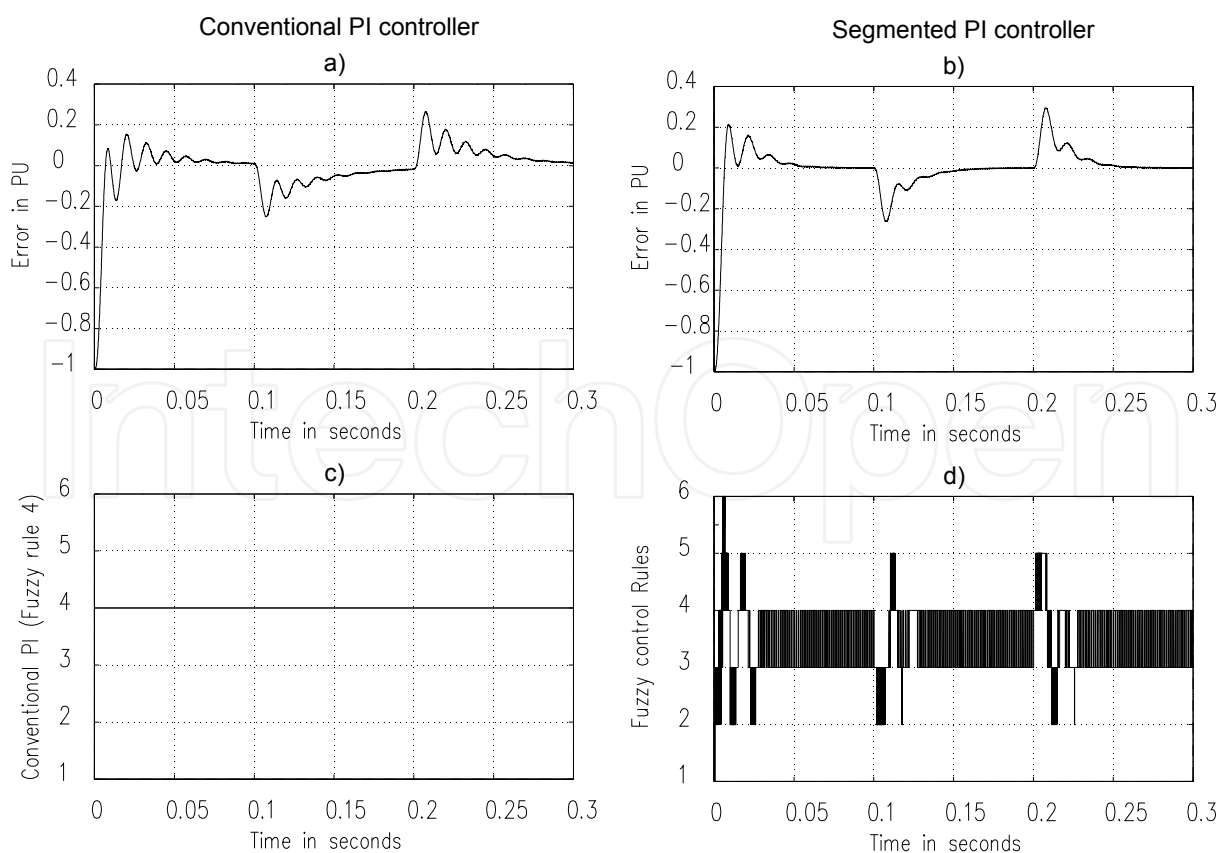 Conventional PI controller
Segmented PI controller
a)
b)
Error in PU
0.4
0.2
0
−0.2
−0.4
−0.6
−0.8
−1
0 0.05 0.1 0.15 0.2 0.25 0.3
Time in seconds
Error in PU
0.4
0.2
0
−0.2
−0.4
−0.6
−0.8
−1
0 0.05 0.1 0.15 0.2 0.25 0.3
Time in seconds
IntechOpen
c)
d)
Conventional PI (Fuzzy rule 4)
6
5
4
3
2
1
0 0.05 0.1 0.15 0.2 0.25 0.3
Time in seconds
Fuzzy control Rules
6
5
4
3
2
1
0 0.05 0.1 0.15 0.2 0.25 0.3
Time in seconds